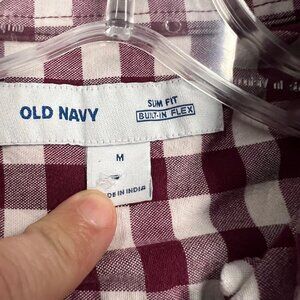 OLD NAVY
SLIM FIT
BUILT-IN FLEX
M
DE IN INDIA